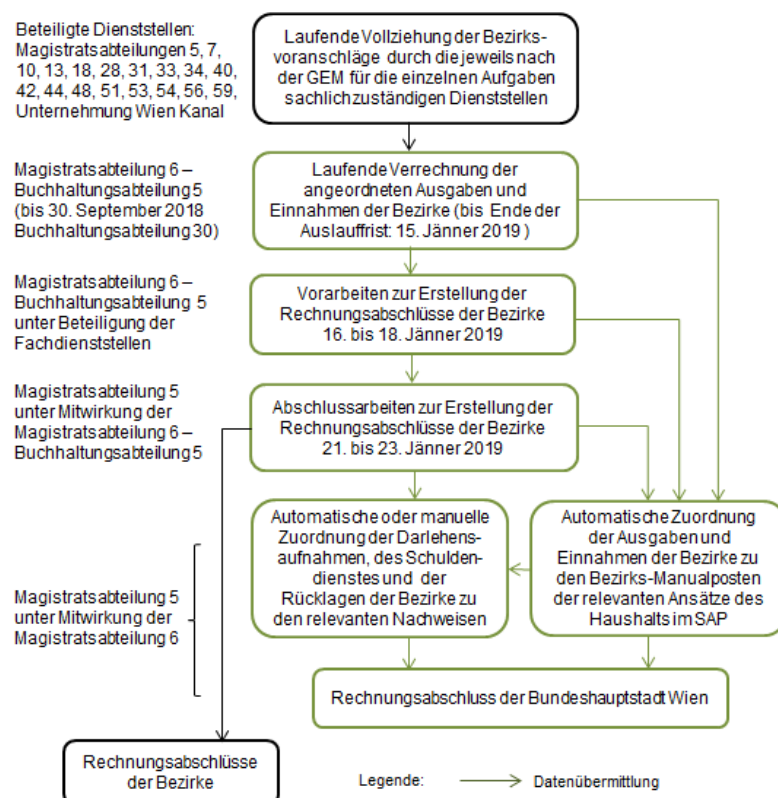 Beteiligte Dienststellen:
Magistratsabteilungen 5, 7,
10, 13, 18, 28, 31, 33, 34, 40,
42, 44, 48, 51, 53, 54, 56, 59,
Unternehmung Wien Kanal
Laufende Vollziehung der Bezirks-
voranschläge durch die jeweils nach
der GEM für die einzelnen Aufgaben
sachlich zuständigen Dienststellen
Magistratsabteilung 6 –
Buchhaltungsabteilung 5
(bis 30. September 2018
Buchhaltungsabteilung 30)
Laufende Verrechnung der
angeordneten Ausgaben und
Einnahmen der Bezirke (bis Ende der
Auslauffrist: 15. Jänner 2019 )
Magistratsabteilung 6 –
Buchhaltungsabteilung 5
unter Beteiligung der
Fachdienststellen
Vorarbeiten zur Erstellung der
Rechnungsabschlüsse der Bezirke
16. bis 18. Jänner 2019
Magistratsabteilung 5
unter Mitwirkung der
Magistratsabteilung 6 –
Buchhaltungsabteilung 5
Abschlussarbeiten zur Erstellung der
Rechnungsabschlüsse der Bezirke
21. bis 23. Jänner 2019
Magistratsabteilung 5
unter Mitwirkung der
Magistratsabteilung 6
Automatische oder manuelle
Zuordnung der Darlehens-
aufnahmen, des Schulden-
dienstes und der
Rücklagen der Bezirke zu
den relevanten Nachweisen
Automatische Zuordnung
der Ausgaben und
Einnahmen der Bezirke zu
den Bezirks-Manualposten
der relevanten Ansätze des
Haushalts im SAP
Rechnungsabschluss der Bundeshauptstadt Wien
Rechnungsabschlüsse
der Bezirke
Legende:
Datenübermittlung